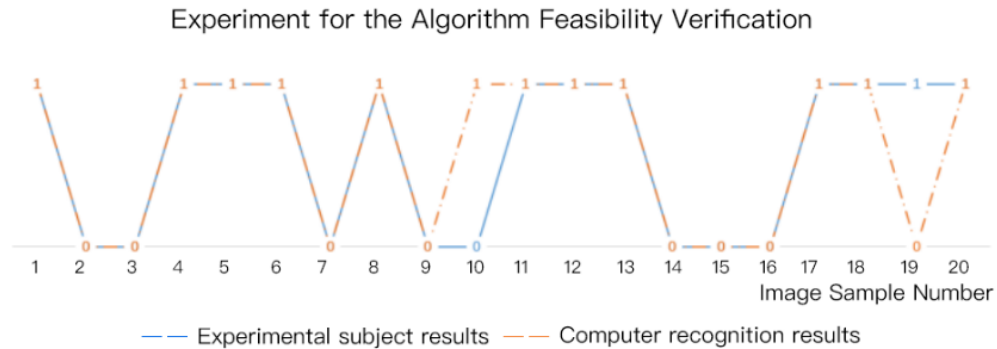 Experiment for the Algorithm Feasibility Verification
1 1 1 1 1 1 1 1 1 1 1 1 1
0 0 0 0 0 0 0 0 0
1 2 3 4 5 6 7 8 9 10 11 12 13 14 15 16 17 18 19 20
Image Sample Number
Experimental subject results Computer recognition results